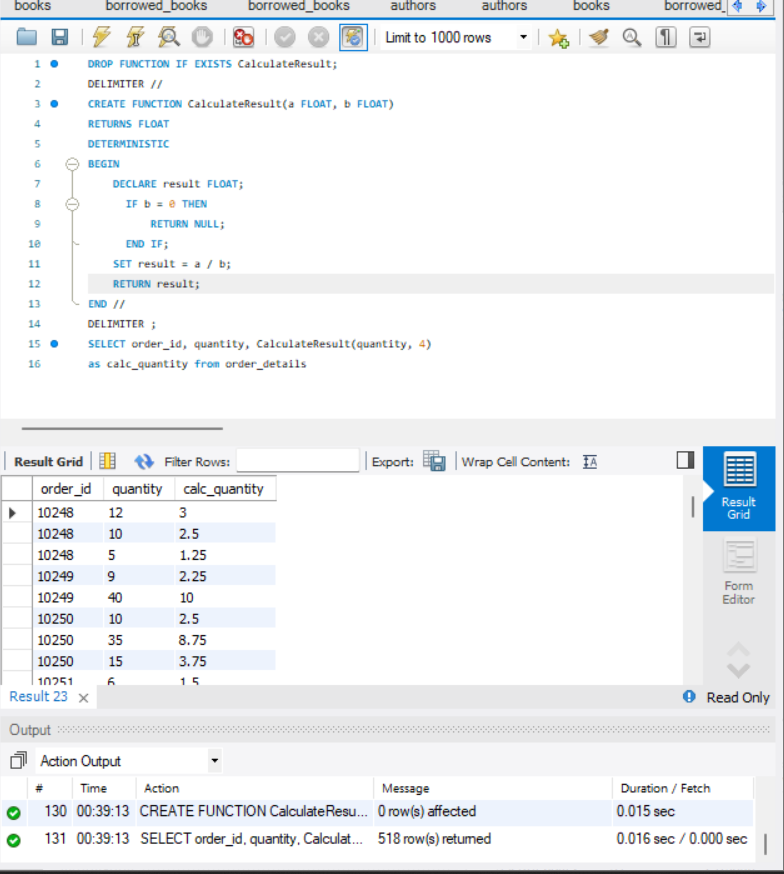 books borrowed_books borrowed_books authors authors books borrowed_
Limit to 1000 rows
1 DROP FUNCTION IF EXISTS CalculateResult;
2 DELIMITER //
3 CREATE FUNCTION CalculateResult(a FLOAT, b FLOAT)
4 RETURNS FLOAT
5 DETERMINISTIC
6 BEGIN
7 DECLARE result FLOAT;
8 IF b = 0 THEN
9 RETURN NULL;
10 END IF;
11 SET result = a / b;
12 RETURN result;
13 END //
14 DELIMITER ;
15 SELECT order_id, quantity, CalculateResult(quantity, 4)
16 as calc_quantity from order_details
Result Grid Filter Rows: Export: Wrap Cell Content:
order_id quantity calc_quantity
10248 12 3
10248 10 2.5
10248 5 1.25
10249 9 2.25
10249 40 10
10250 10 2.5
10250 35 8.75
10250 15 3.75
10251 6 1.5
Result Grid
Form Editor
Result 23 Read Only
Output
Action Output
# Time Action Message Duration / Fetch
130 00:39:13 CREATE FUNCTION CalculateResu... 0 row(s) affected 0.015 sec
131 00:39:13 SELECT order_id, quantity, Calculat... 518 row(s) returned 0.016 sec / 0.000 sec